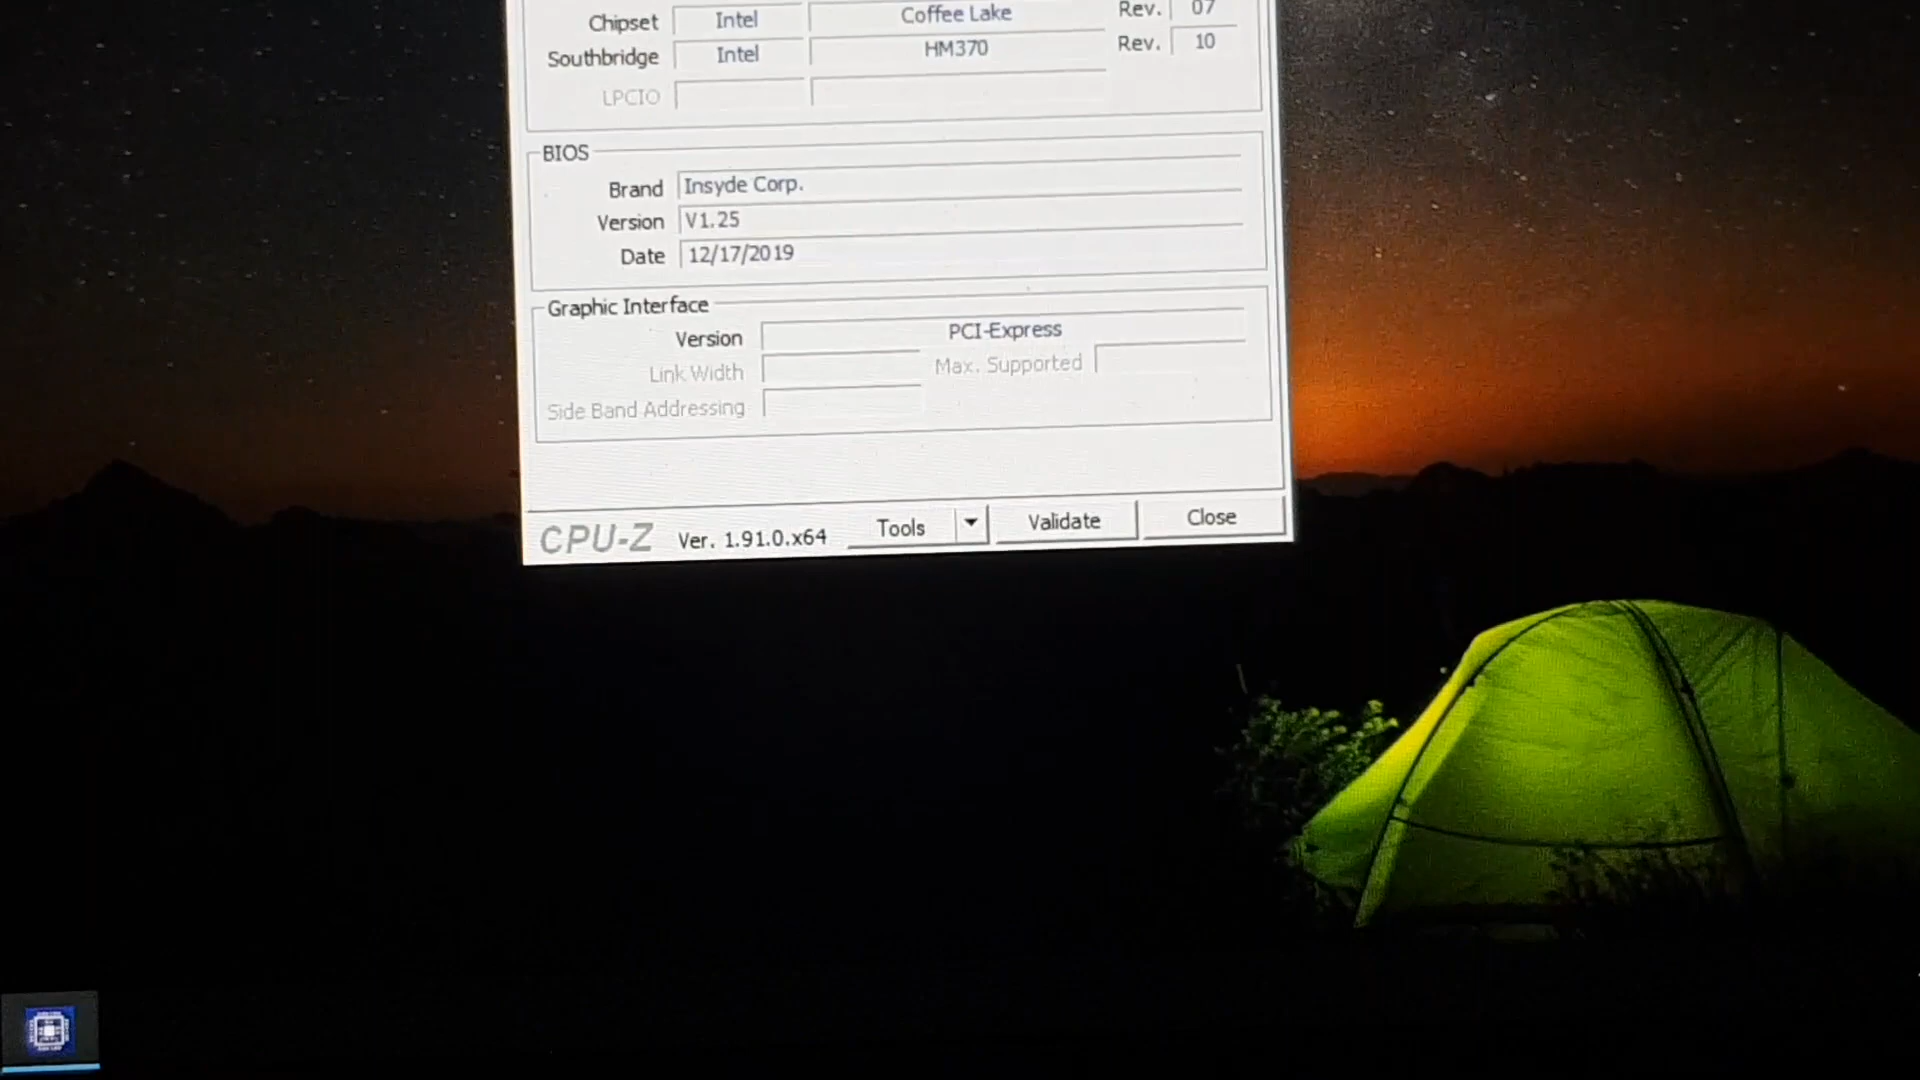 Chipset Intel Coffee Lake Rev. 07
Southbridge Intel HM370 Rev. 10
LPCIO
BIOS
Brand Insyde Corp.
Version V1.25
Date 12/17/2019
Graphic Interface
Version PCI-Express
Link Width Max. Supported
Side Band Addressing
CPU-Z Ver. 1.91.0.x64 Tools Validate Close